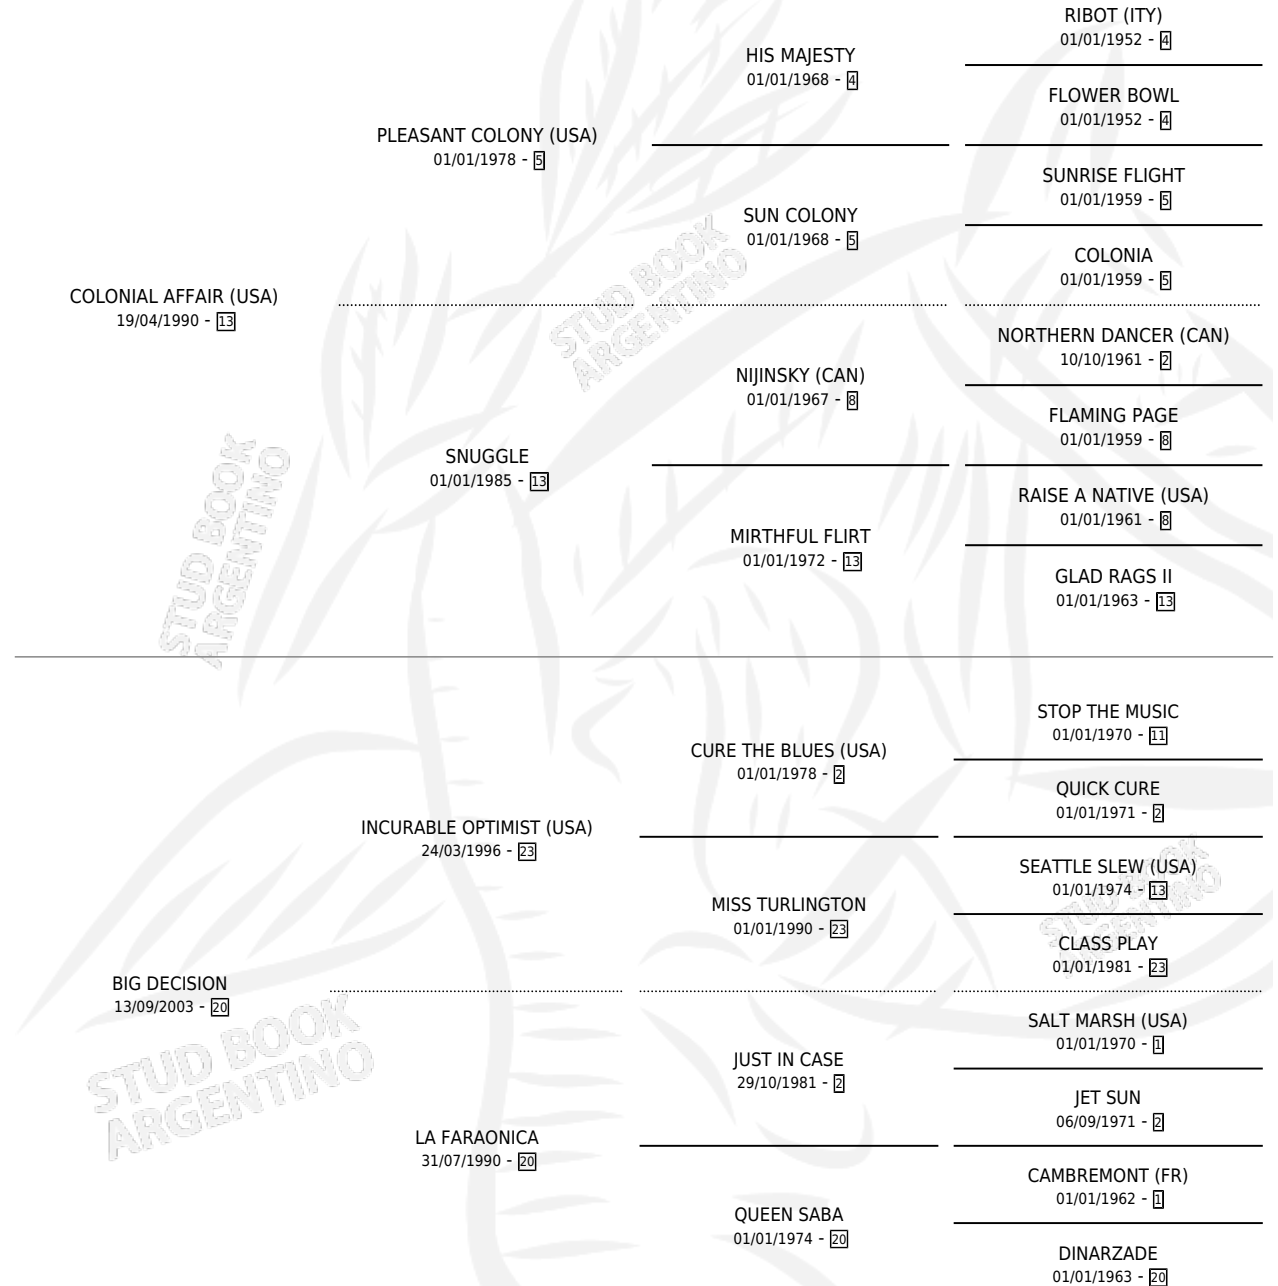 RIBOT (ITY)
01/01/1952 - 4
HIS MAJESTY
01/01/1968 - 4
FLOWER BOWL
01/01/1952 - 4
PLEASANT COLONY (USA)
01/01/1978 - 5
SUNRISE FLIGHT
01/01/1959 - 5
SUN COLONY
01/01/1968 - 5
COLONIA
01/01/1959 - 5
COLONIAL AFFAIR (USA)
19/04/1990 - 13
NORTHERN DANCER (CAN)
10/10/1961 - 2
NIJINSKY (CAN)
01/01/1967 - 8
FLAMING PAGE
01/01/1959 - 8
SNUGGLE
01/01/1985 - 13
RAISE A NATIVE (USA)
01/01/1961 - 8
MIRTHFUL FLIRT
01/01/1972 - 13
GLAD RAGS II
01/01/1963 - 13
STUD BOOK
ARGENTINO
STUD BOOK
ARGENTINO
STOP THE MUSIC
01/01/1970 - 11
CURE THE BLUES (USA)
01/01/1978 - 2
QUICK CURE
01/01/1971 - 2
INCURABLE OPTIMIST (USA)
24/03/1996 - 23
SEATTLE SLEW (USA)
01/01/1974 - 13
MISS TURLINGTON
01/01/1990 - 23
CLASS PLAY
01/01/1981 - 23
STUD BOOK
ARGENTINO
BIG DECISION
13/09/2003 - 20
SALT MARSH (USA)
01/01/1970 - 1
JUST IN CASE
29/10/1981 - 2
JET SUN
06/09/1971 - 2
LA FARAONICA
31/07/1990 - 20
CAMBREMONT (FR)
01/01/1962 - 1
QUEEN SABA
01/01/1974 - 20
DINARZADE
01/01/1963 - 20
STUD BOOK
ARGENTINO